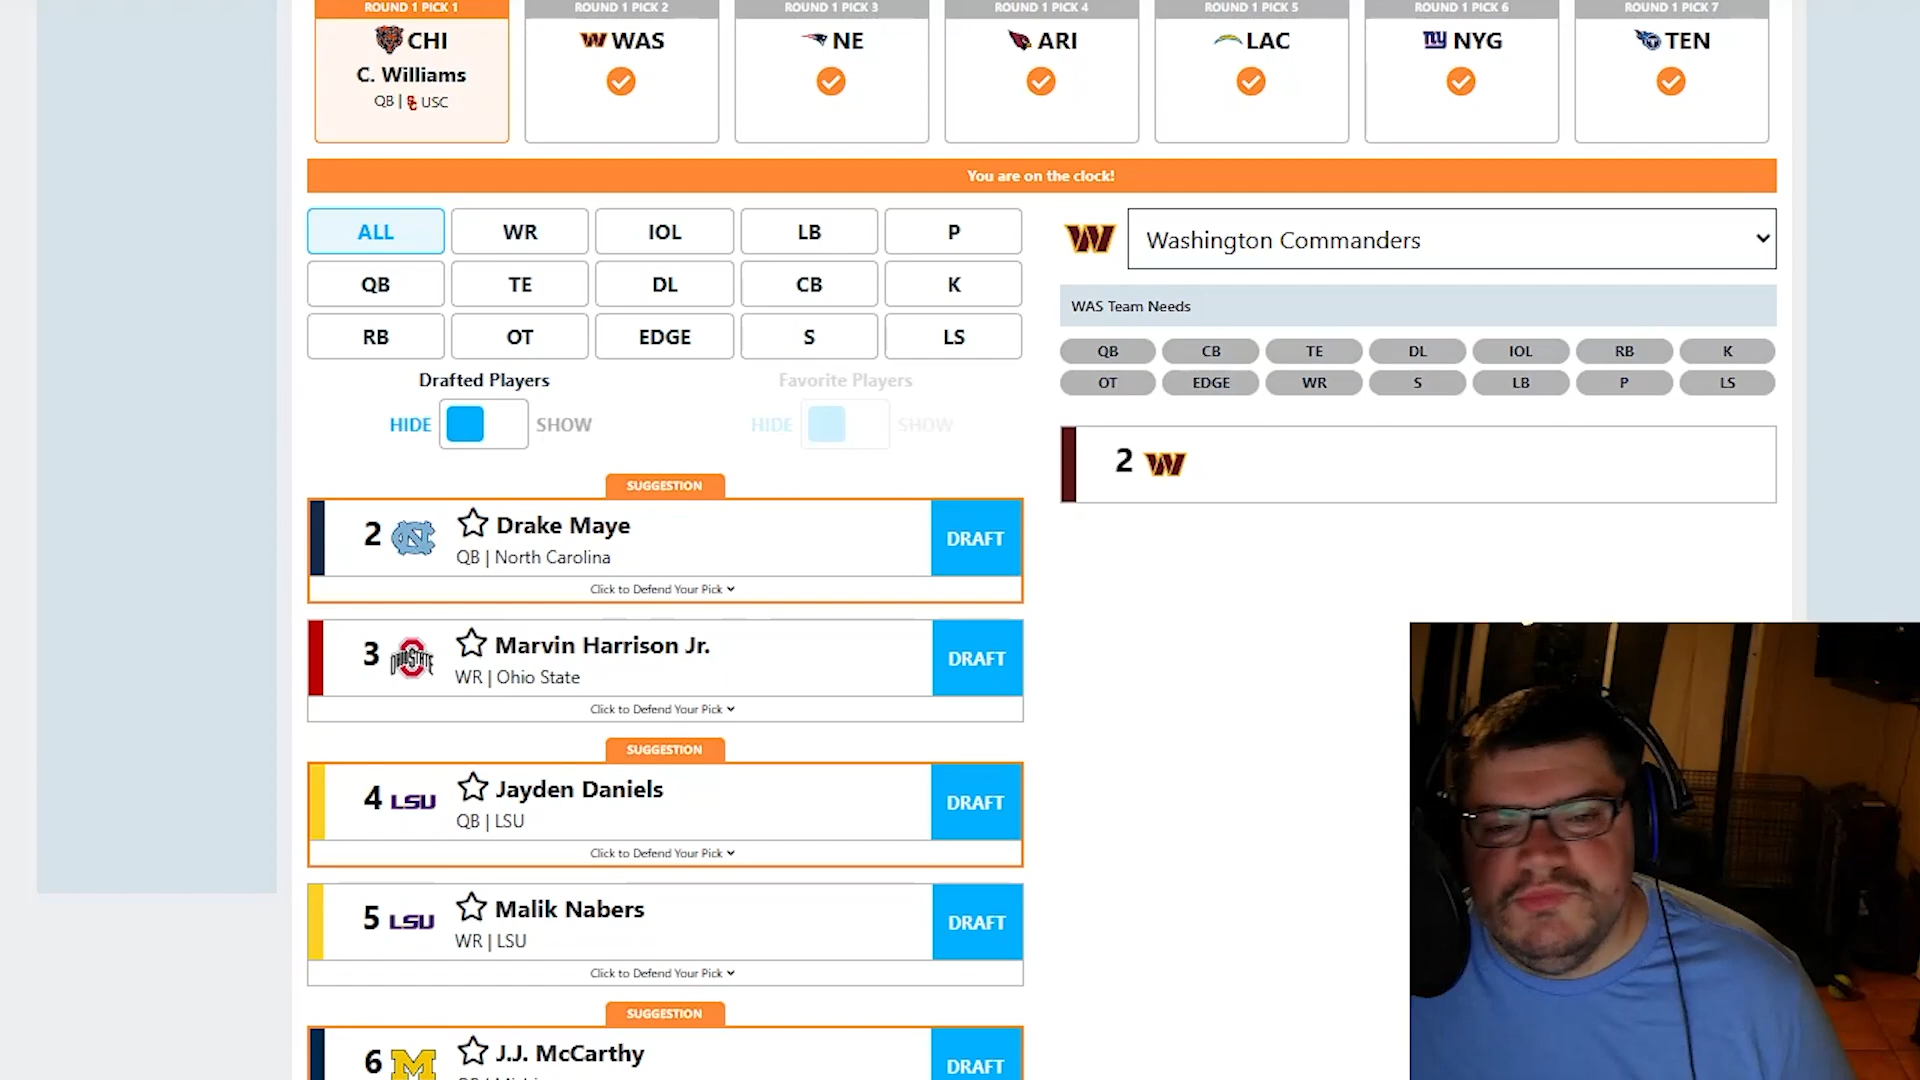 ROUND 1 PICK 1
ROUND 1 PICK 2
ROUND 1 PICK 3
ROUND 1 PICK 4
ROUND 1 PICK 5
ROUND 1 PICK 6
ROUND 1 PICK 7
CHI
C. Williams
QB | SC USC
W WAS
NE
ARI
LAC
NY NYG
TEN
You are on the clock!
ALL
WR
IOL
LB
P
QB
TE
DL
CB
K
RB
OT
EDGE
S
LS
Drafted Players
HIDE
SHOW
Favorite Players
HIDE
SHOW
W
Washington Commanders
WAS Team Needs
QB
CB
TE
DL
IOL
RB
K
OT
EDGE
WR
S
LB
P
LS
2 W
SUGGESTION
2 NC Drake Maye
QB | North Carolina
DRAFT
Click to Defend Your Pick
3 OHIO STATE Marvin Harrison Jr.
WR | Ohio State
DRAFT
Click to Defend Your Pick
SUGGESTION
4 LSU Jayden Daniels
QB | LSU
DRAFT
Click to Defend Your Pick
5 LSU Malik Nabers
WR | LSU
DRAFT
Click to Defend Your Pick
SUGGESTION
6 M J.J. McCarthy
DRAFT